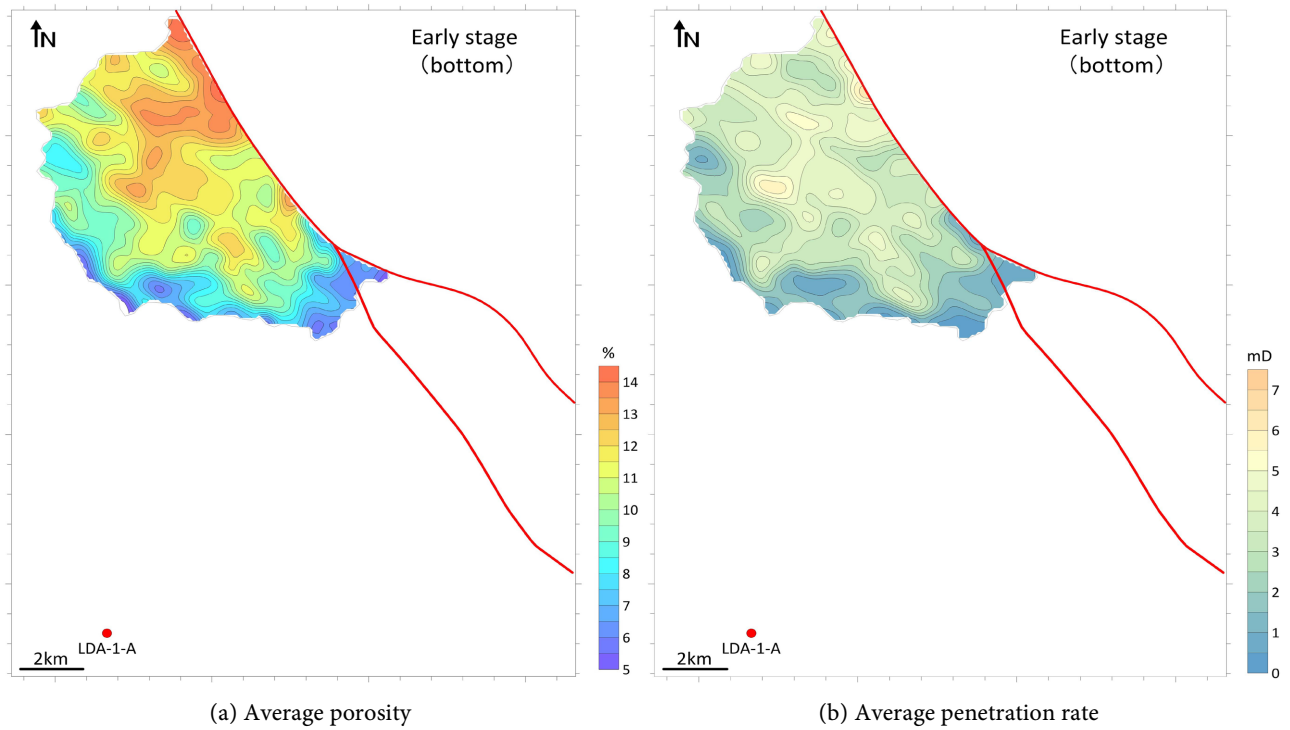 N
Early stage
(bottom)
%
14
13
12
11
10
9
8
7
6
5
LDA-1-A
2km
(a) Average porosity
N
Early stage
(bottom)
mD
7
6
5
4
3
2
1
0
LDA-1-A
2km
(b) Average penetration rate